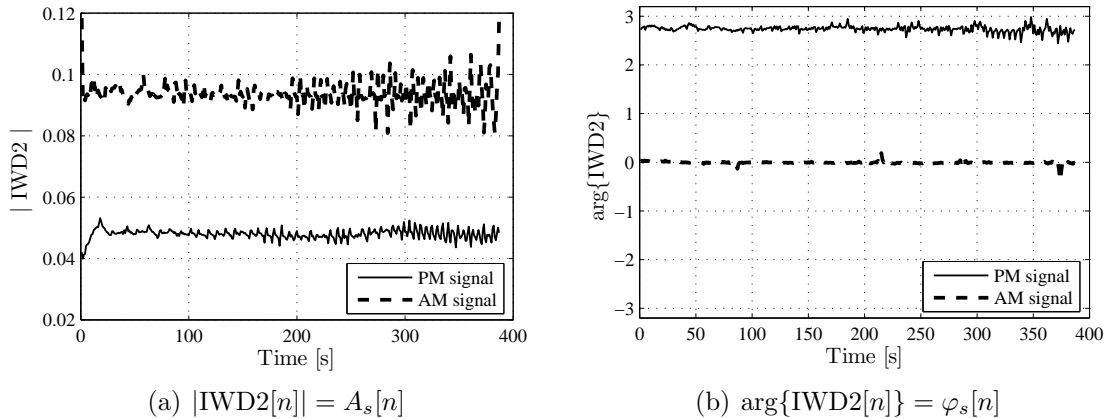 0.12
0.1
0.08
0.06
0.04
0.02
| IWD2 |
0
100
200
300
400
Time [s]
PM signal
AM signal
(a) |IWD2[n]| = A_s[n]
3
2
1
0
−1
−2
−3
arg{IWD2}
0
50
100
150
200
250
300
350
400
Time [s]
PM signal
AM signal
(b) arg{IWD2[n]} = φ_s[n]